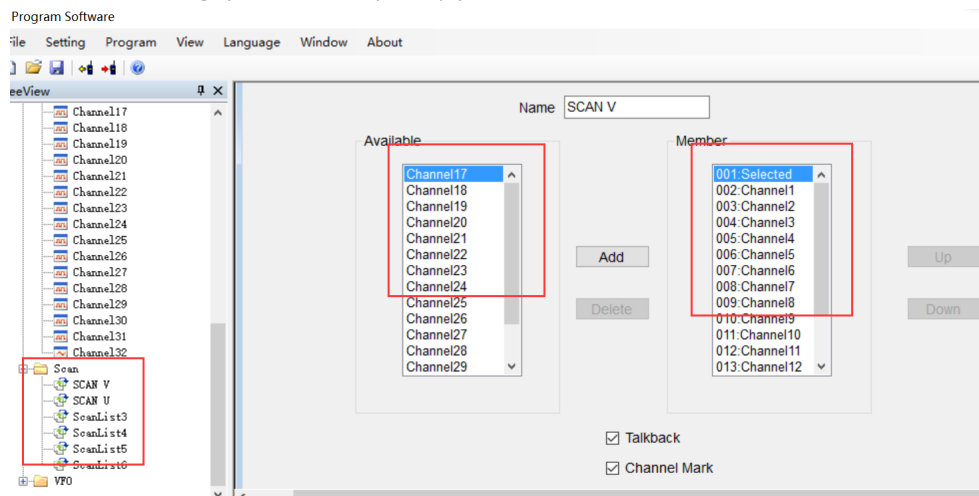 Program Software
File Setting Program View Language Window About
TreeView
Channel17
Channel18
Channel19
Channel20
Channel21
Channel22
Channel23
Channel24
Channel25
Channel26
Channel27
Channel28
Channel29
Channel30
Channel31
Channel32
Scan
SCAN V
SCAN U
ScanList3
ScanList4
ScanList5
ScanList6
VFO
Name SCAN V
Available
Channel17
Channel18
Channel19
Channel20
Channel21
Channel22
Channel23
Channel24
Channel25
Channel26
Channel27
Channel28
Channel29
Add
Delete
Member
001:Selected
002:Channel1
003:Channel2
004:Channel3
005:Channel4
006:Channel5
007:Channel6
008:Channel7
009:Channel8
010:Channel9
011:Channel10
012:Channel11
013:Channel12
Up
Down
Talkback
Channel Mark